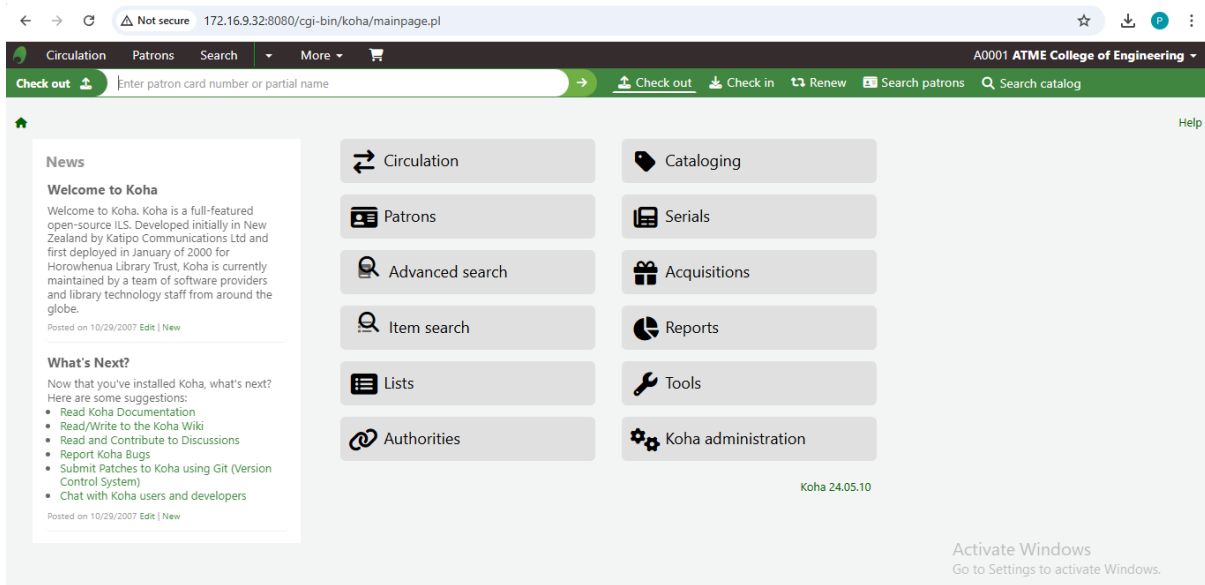 Not secure 172.16.9.32:8080/cgi-bin/koha/mainpage.pl
P
Circulation Patrons Search More A0001 ATME College of Engineering
Check out Enter patron card number or partial name Check out Check in Renew Search patrons Search catalog
Help
News
Welcome to Koha
Welcome to Koha. Koha is a full-featured
open-source ILS. Developed initially in New
Zealand by Katipo Communications Ltd and
first deployed in January of 2000 for
Horowhenua Library Trust, Koha is currently
maintained by a team of software providers
and library technology staff from around the
globe.
Posted on 10/29/2007 Edit | New
What's Next?
Now that you've installed Koha, what's next?
Here are some suggestions:
Read Koha Documentation
Read/Write to the Koha Wiki
Read and Contribute to Discussions
Report Koha Bugs
Submit Patches to Koha using Git (Version
Control System)
Chat with Koha users and developers
Posted on 10/29/2007 Edit | New
Circulation Cataloging
Patrons Serials
Advanced search Acquisitions
Item search Reports
Lists Tools
Authorities Koha administration
Koha 24.05.10
Activate Windows
Go to Settings to activate Windows.